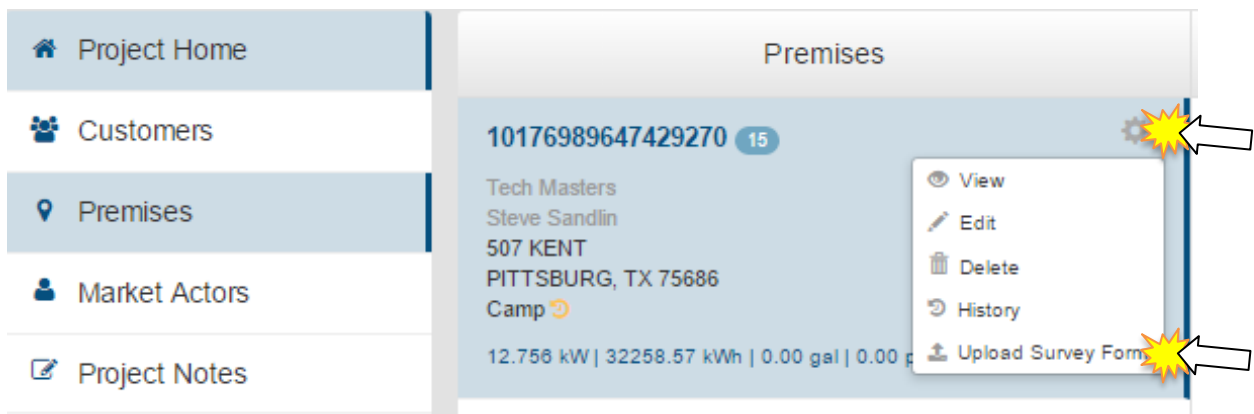 Project Home
Customers
Premises
Market Actors
Project Notes
Premises
10176989647429270 15
Tech Masters
Steve Sandlin
507 KENT
PITTSBURG, TX 75686
Camp
12.756 kW | 32258.57 kWh | 0.00 gal | 0.00
View
Edit
Delete
History
Upload Survey Form